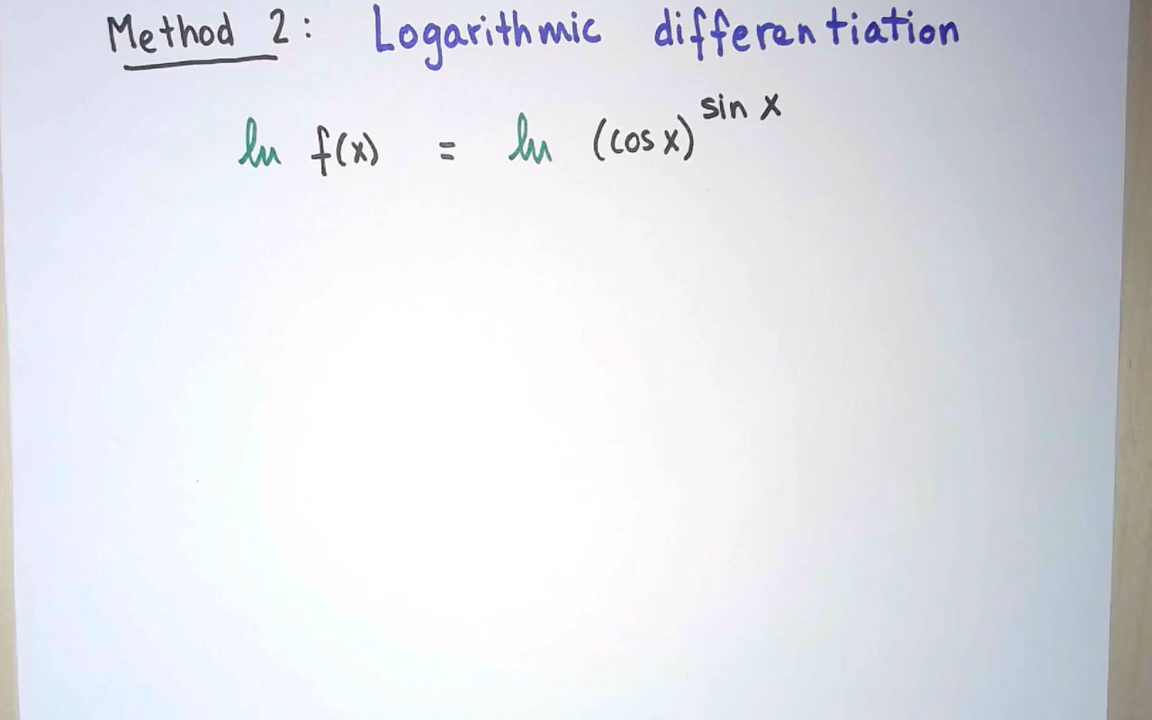 Method 2: Logarithmic differentiation
ln f(x) = ln (cos x)^sin x